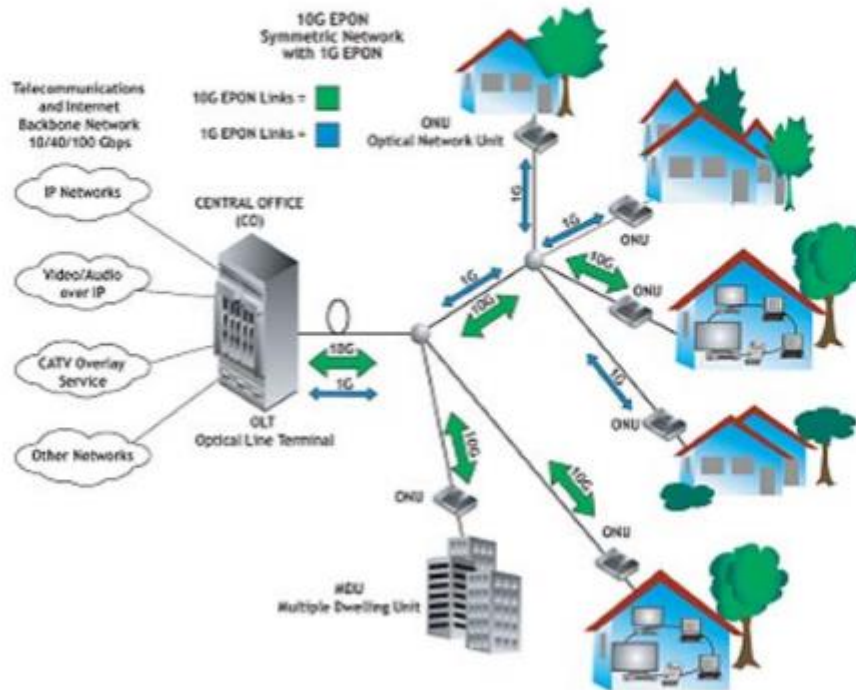 10G EPON
Symmetric Network
with 1G EPON
10G EPON Links =
1G EPON Links =
Telecommunications
and Internet
Backbone Network
10/40/100 Gbps
IP Networks
Video/Audio
over IP
CATV Overlay
Service
Other Networks
CENTRAL OFFICE
(CO)
OLT
Optical Line Terminal
10G
1G
1G
10G
ONU
Optical Network Unit
1G
1G
ONU
10G
ONU
1G
ONU
10G
ONU
MDU
Multiple Dwelling Unit
10G
ONU